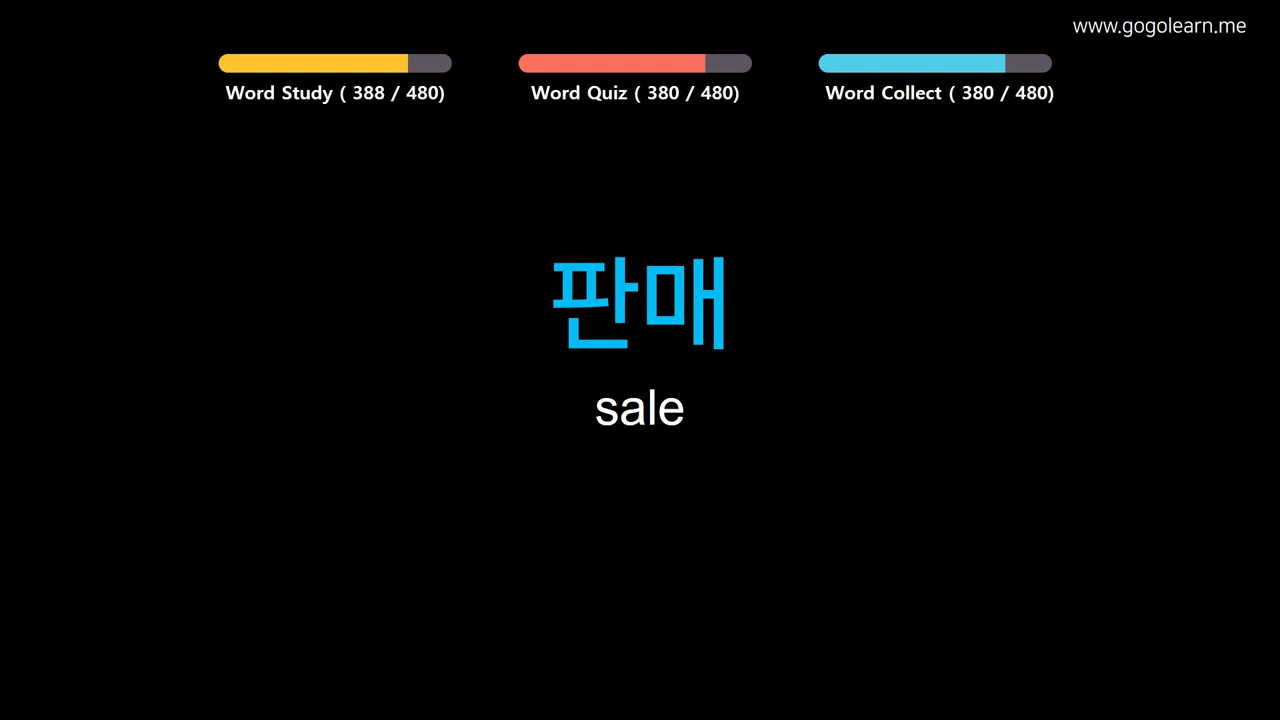 www.gogolearn.me
Word Study ( 388 / 480)
Word Quiz ( 380 / 480)
Word Collect ( 380 / 480)
판매
sale